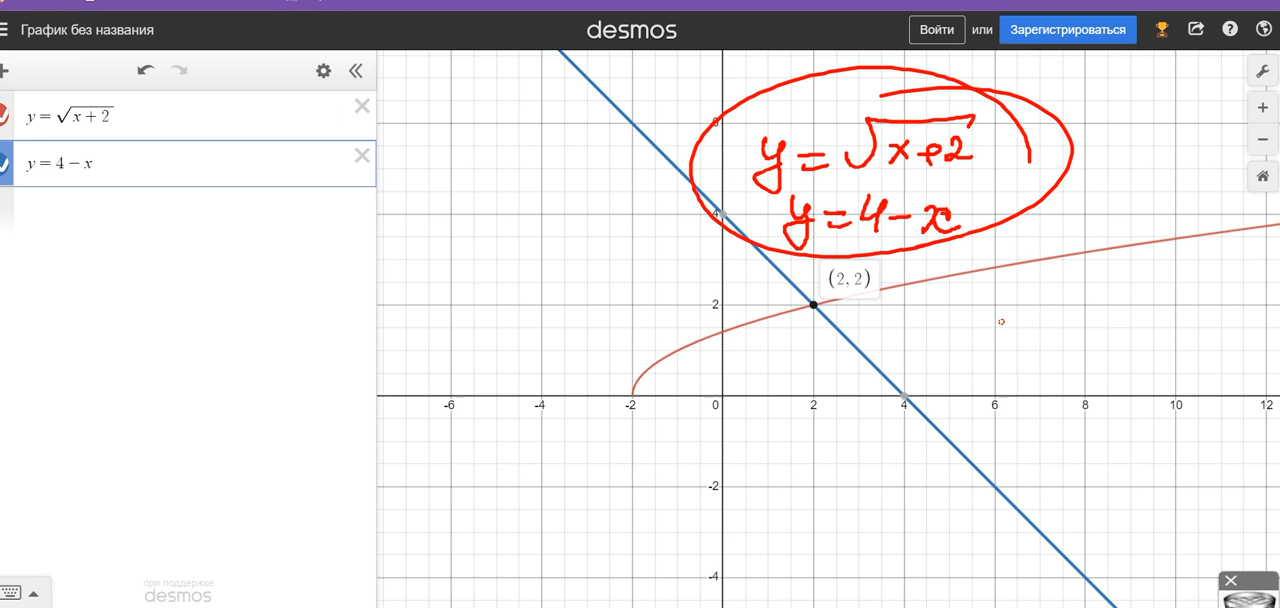 График без названия
desmos
Войти или Зарегистрироваться
y = √x + 2
y = 4 − x
y = √x+2
y = 4 − x
(2, 2)
6
4
2
-6 -4 -2 0 2 4 6 8 10 12
-2
-4
при поддержке
desmos